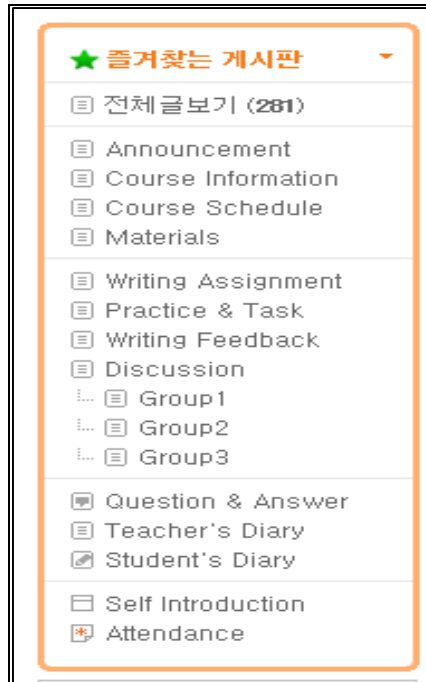 즐겨찾는 게시판
전체글보기 (281)
Announcement
Course Information
Course Schedule
Materials
Writing Assignment
Practice & Task
Writing Feedback
Discussion
Group1
Group2
Group3
Question & Answer
Teacher's Diary
Student's Diary
Self Introduction
Attendance